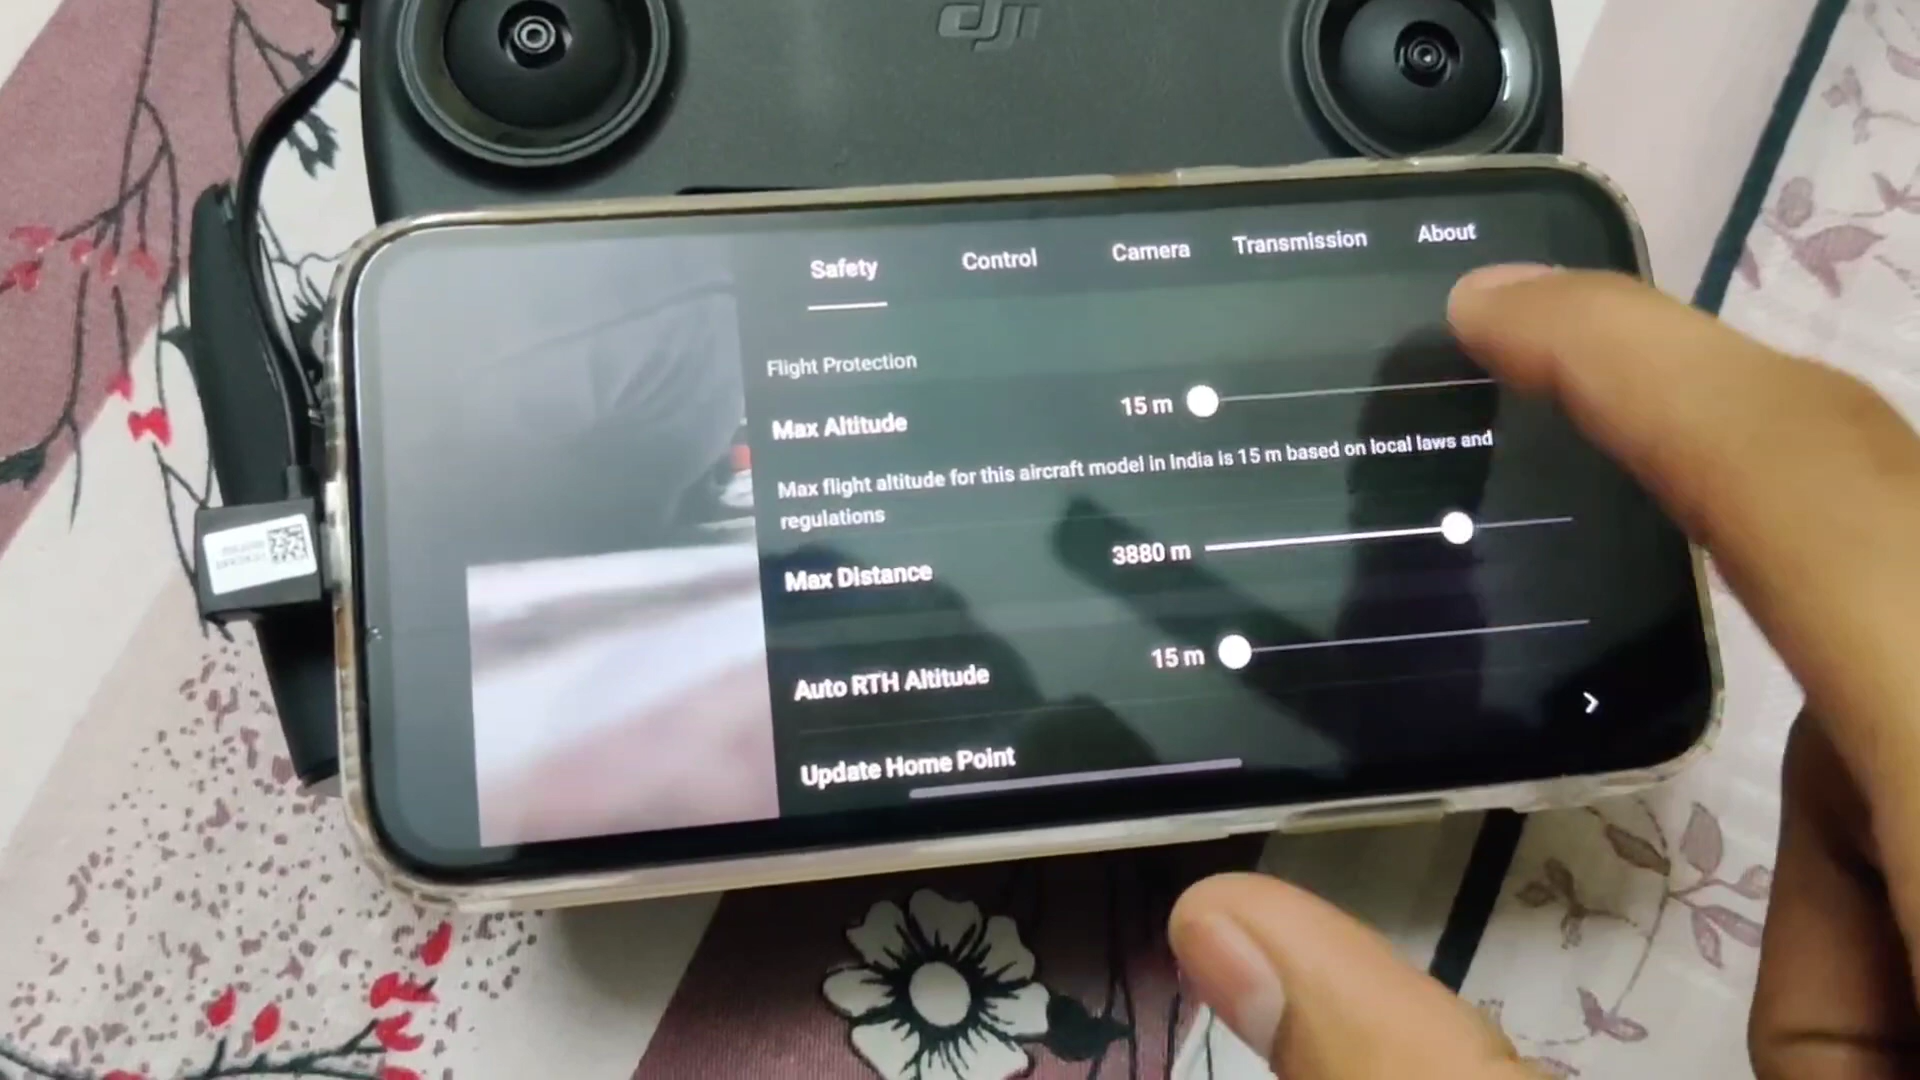 dji
Safety Control Camera Transmission About
Flight Protection
Max Altitude 15 m
Max flight altitude for this aircraft model in India is 15 m based on local laws and
regulations
Max Distance 3880 m
Auto RTH Altitude 15 m
Update Home Point